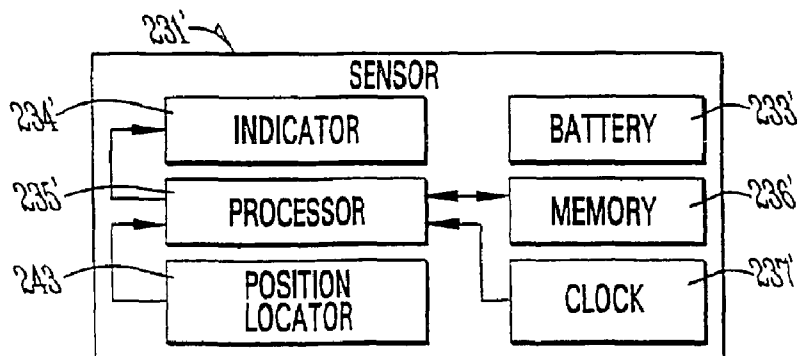 231'
SENSOR
234' INDICATOR BATTERY 233'
235' PROCESSOR MEMORY 236'
243 POSITION LOCATOR CLOCK 237'